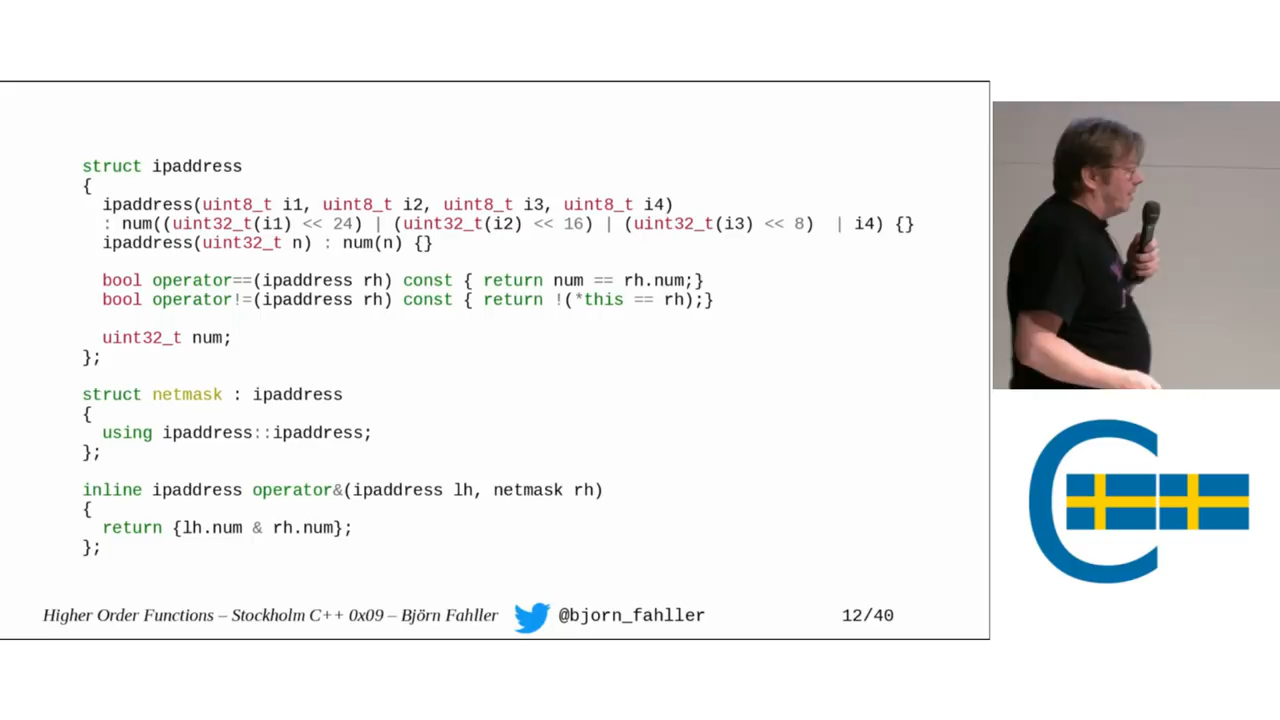 struct ipaddress
{
  ipaddress(uint8_t i1, uint8_t i2, uint8_t i3, uint8_t i4)
  : num((uint32_t(i1) << 24) | (uint32_t(i2) << 16) | (uint32_t(i3) << 8)  | i4) {}
  ipaddress(uint32_t n) : num(n) {}

  bool operator==(ipaddress rh) const { return num == rh.num;}
  bool operator!=(ipaddress rh) const { return !(*this == rh);}

  uint32_t num;
};

struct netmask : ipaddress
{
  using ipaddress::ipaddress;
};

inline ipaddress operator&(ipaddress lh, netmask rh)
{
  return {lh.num & rh.num};
};
Higher Order Functions – Stockholm C++ 0x09 – Björn Fahller @bjorn_fahller 12/40
C